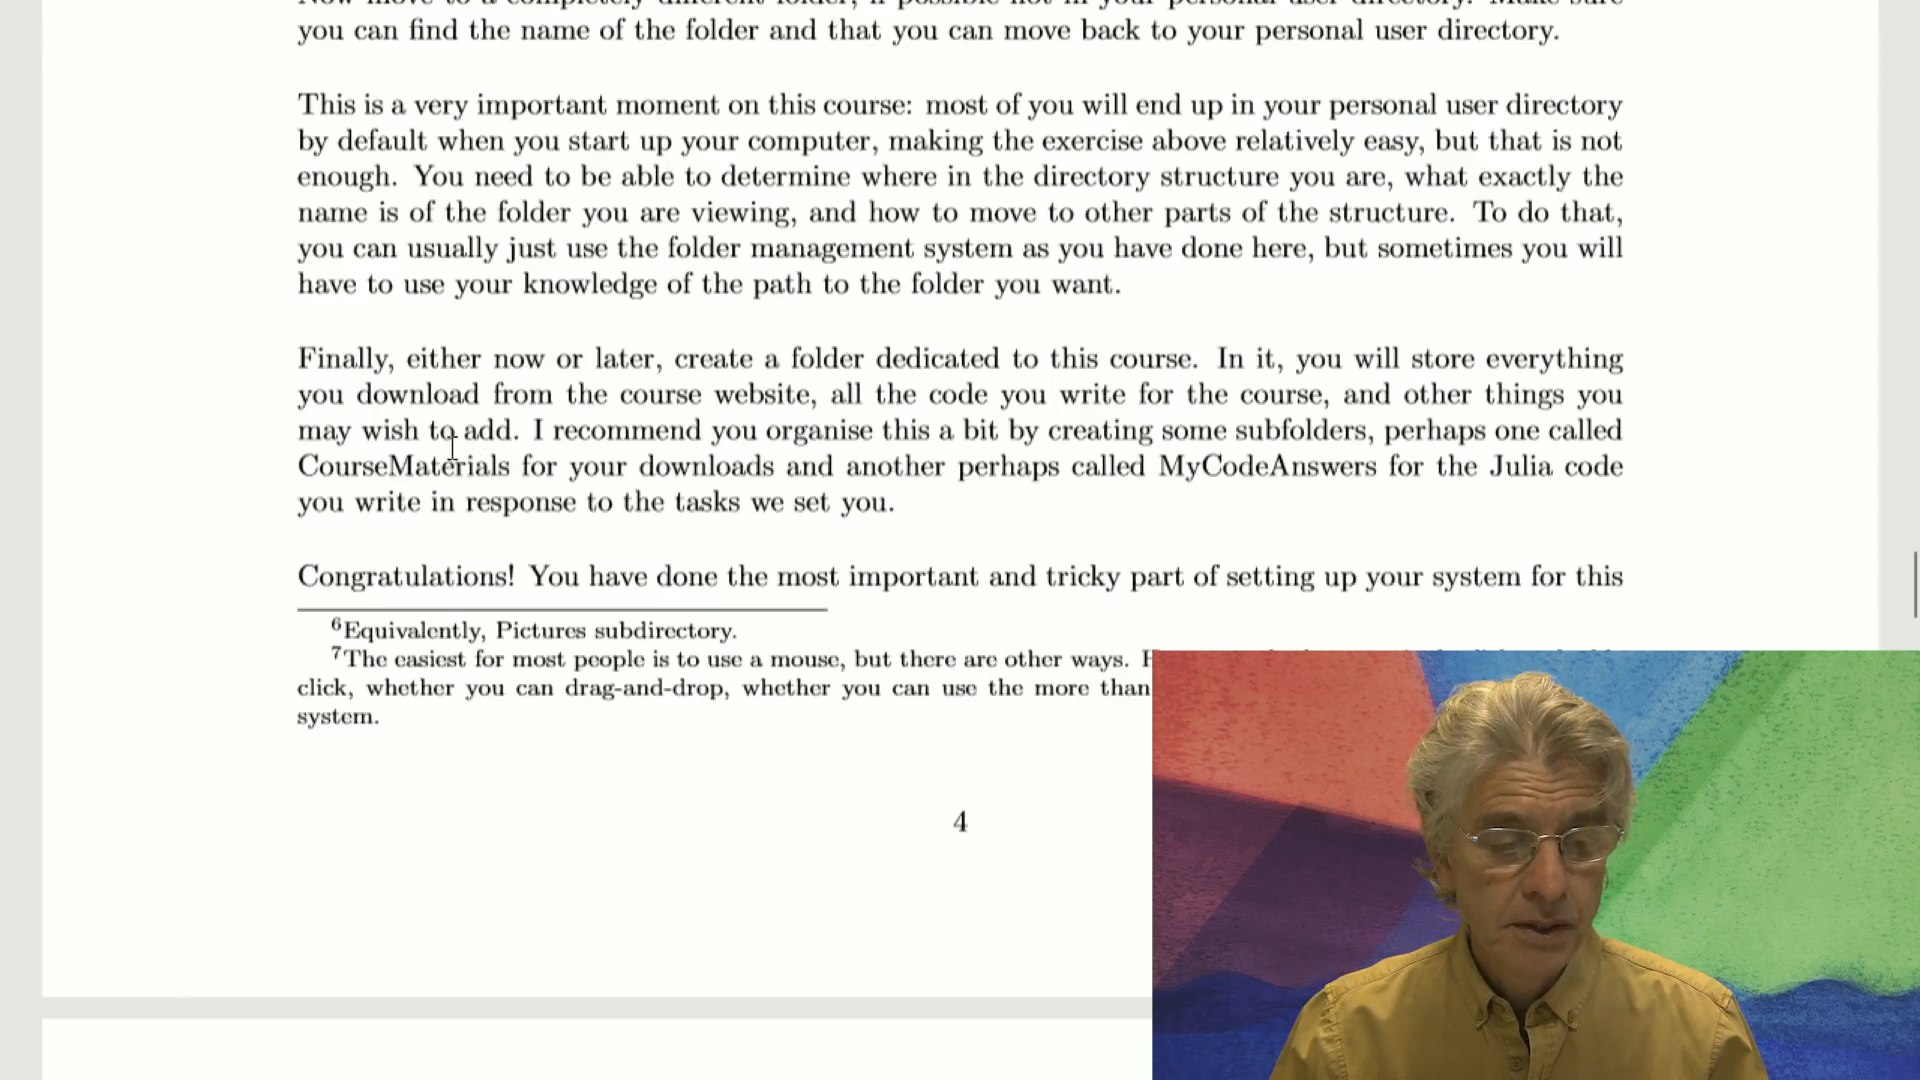 you can find the name of the folder and that you can move back to your personal user directory.
This is a very important moment on this course: most of you will end up in your personal user directory
by default when you start up your computer, making the exercise above relatively easy, but that is not
enough. You need to be able to determine where in the directory structure you are, what exactly the
name is of the folder you are viewing, and how to move to other parts of the structure. To do that,
you can usually just use the folder management system as you have done here, but sometimes you will
have to use your knowledge of the path to the folder you want.
Finally, either now or later, create a folder dedicated to this course. In it, you will store everything
you download from the course website, all the code you write for the course, and other things you
may wish to add. I recommend you organise this a bit by creating some subfolders, perhaps one called
CourseMaterials for your downloads and another perhaps called MyCodeAnswers for the Julia code
you write in response to the tasks we set you.
Congratulations! You have done the most important and tricky part of setting up your system for this
6Equivalently, Pictures subdirectory.
7The easiest for most people is to use a mouse, but there are other ways.
click, whether you can drag-and-drop, whether you can use the more than
system.
4